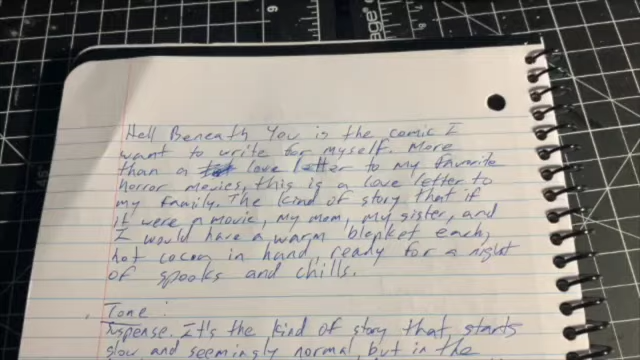 Hell Beneath You is the comic I
want to write for myself. More
than a love letter to my favorite
horror movies, this is a love letter to
my family. The kind of story that if
it were a movie, my mom, my sister, and
I would have a warm blanket each,
hot cocoa in hand, ready for a night
of spooks and chills.
Tone:
Suspense. It's the kind of story that starts
slow and seemingly normal, but in the